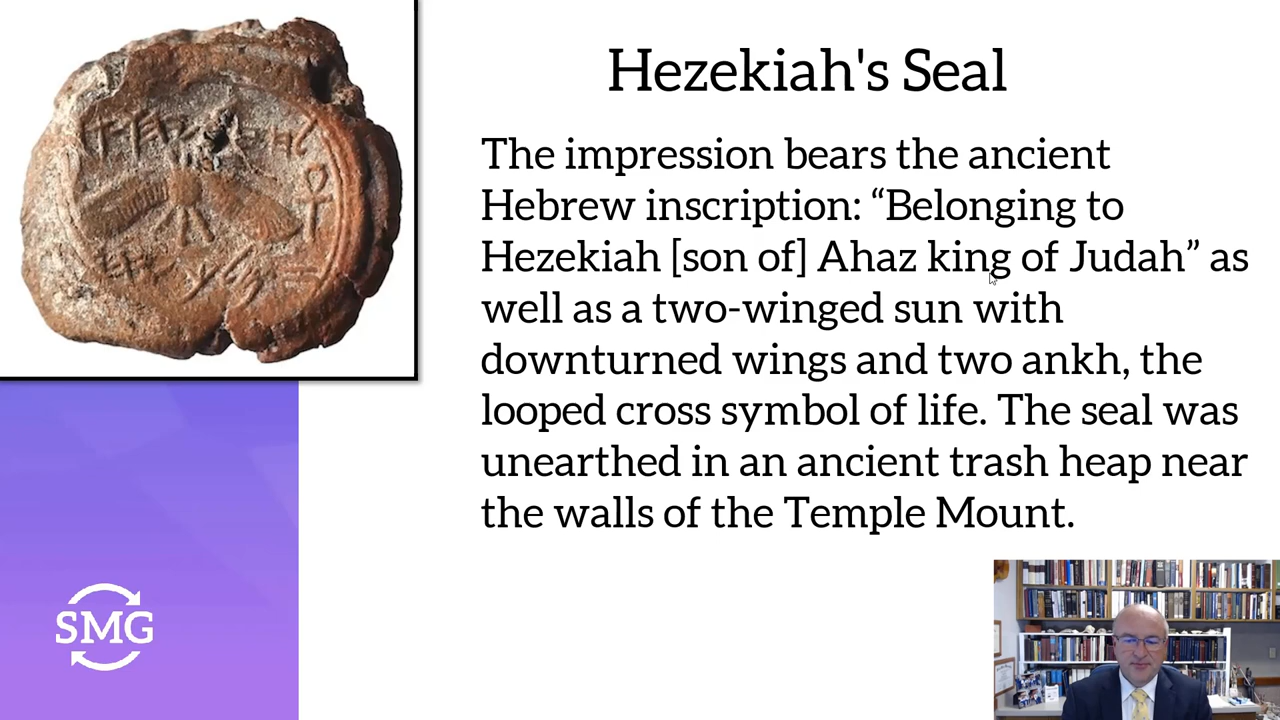 Hezekiah's Seal
The impression bears the ancient
Hebrew inscription: “Belonging to
Hezekiah [son of] Ahaz king of Judah” as
well as a two-winged sun with
downturned wings and two ankh, the
looped cross symbol of life. The seal was
unearthed in an ancient trash heap near
the walls of the Temple Mount.
SMG